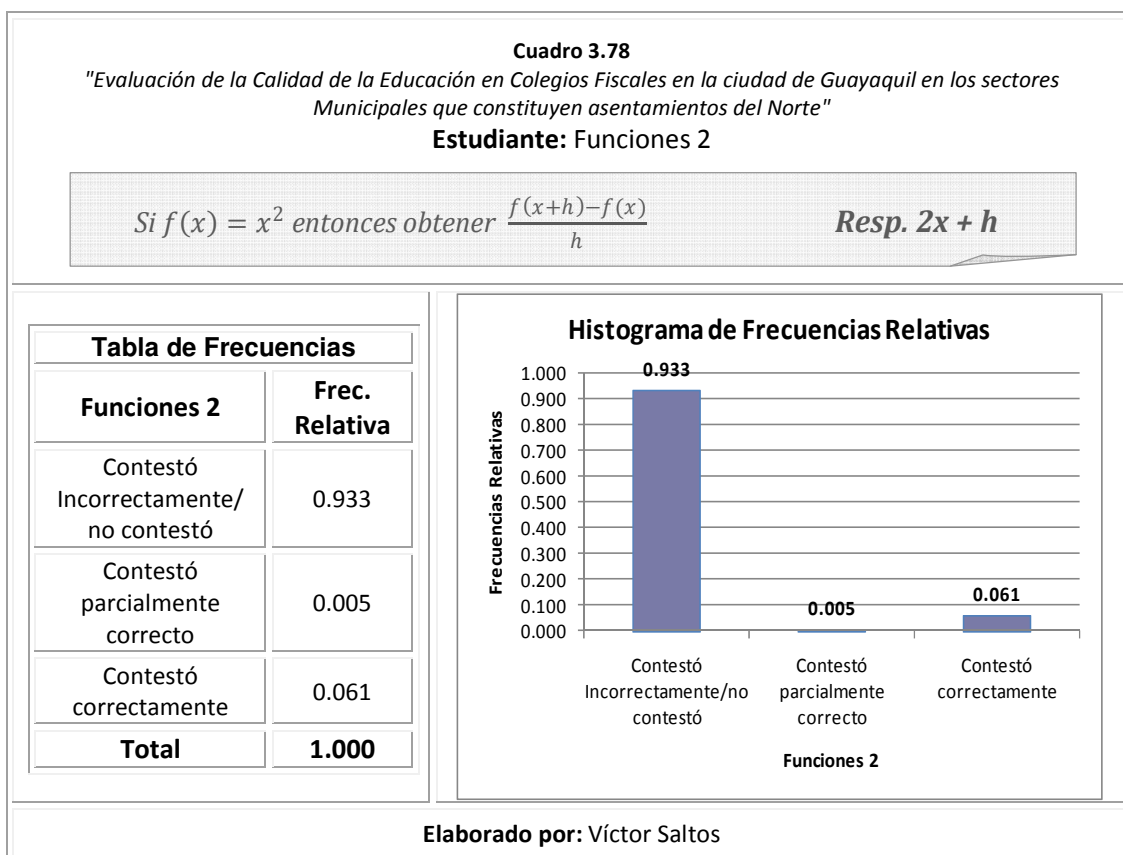 Cuadro 3.78
"Evaluación de la Calidad de la Educación en Colegios Fiscales en la ciudad de Guayaquil en los sectores
Municipales que constituyen asentamientos del Norte"
Estudiante: Funciones 2
Si f(x) = x² entonces obtener \frac{f(x+h)−f(x)}{h} Resp. 2x + h
Tabla de Frecuencias
Funciones 2
Frec.
Relativa
Contestó
Incorrectamente/
no contestó
0.933
Contestó
parcialmente
correcto
0.005
Contestó
correctamente
0.061
Total
1.000
Histograma de Frecuencias Relativas
Frecuencias Relativas
1.000
0.900
0.800
0.700
0.600
0.500
0.400
0.300
0.200
0.100
0.000
0.933
0.005
0.061
Contestó
Incorrectamente/no
contestó
Contestó
parcialmente
correcto
Contestó
correctamente
Funciones 2
Elaborado por: Víctor Saltos